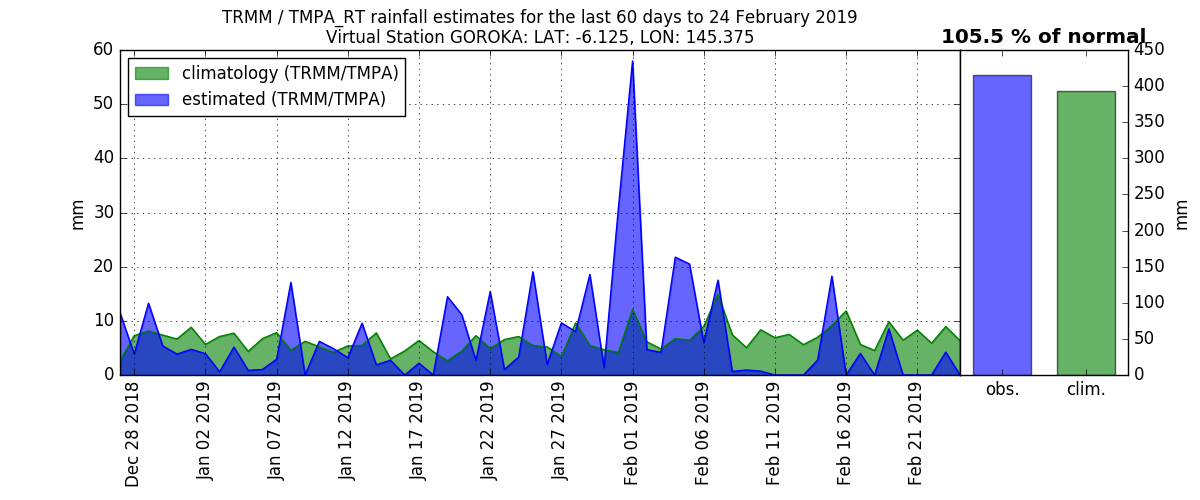 TRMM / TMPA_RT rainfall estimates for the last 60 days to 24 February 2019
Virtual Station GOROKA: LAT: -6.125, LON: 145.375
105.5 % of normal
climatology (TRMM/TMPA)
estimated (TRMM/TMPA)
60
50
40
30
20
10
0
mm
Dec 28 2018
Jan 02 2019
Jan 07 2019
Jan 12 2019
Jan 17 2019
Jan 22 2019
Jan 27 2019
Feb 01 2019
Feb 06 2019
Feb 11 2019
Feb 16 2019
Feb 21 2019
450
400
350
300
250
200
150
100
50
0
mm
obs.
clim.